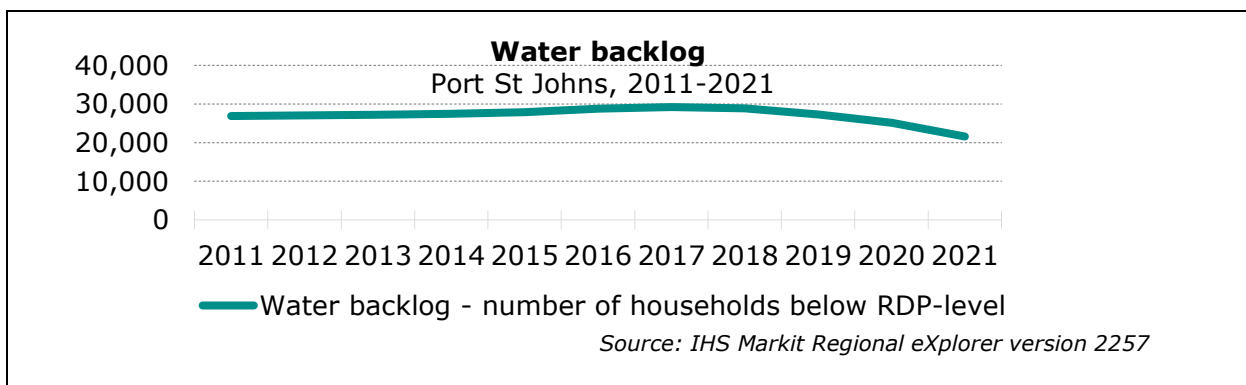 Water backlog
Port St Johns, 2011-2021
40,000
30,000
20,000
10,000
0
2011 2012 2013 2014 2015 2016 2017 2018 2019 2020 2021
Water backlog - number of households below RDP-level
Source: IHS Markit Regional eXplorer version 2257